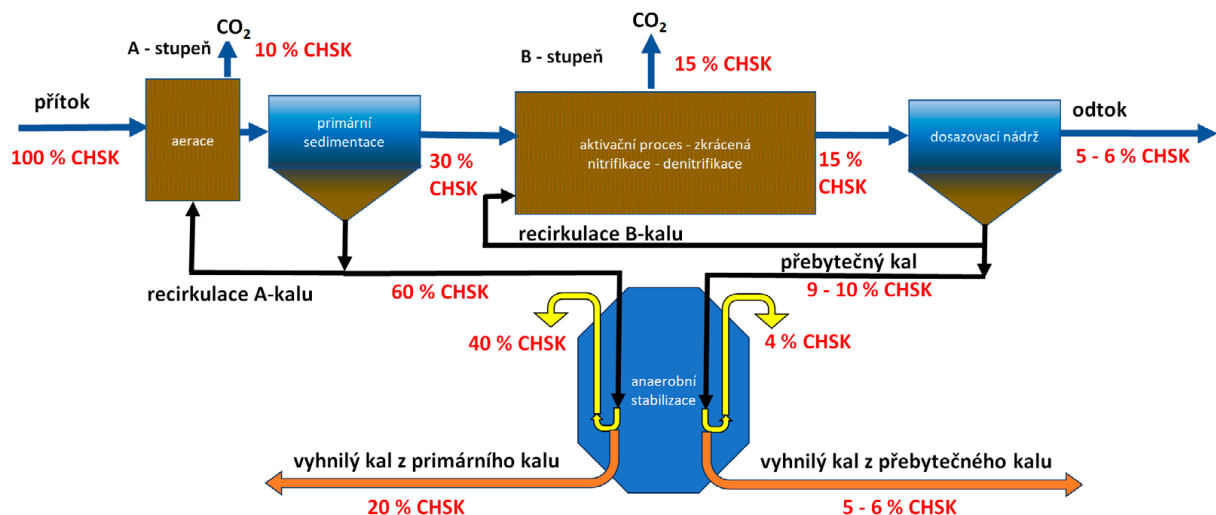 CO2
A - stupeň
10 % CHSK
přítok
100 % CHSK
aerace
primární
sedimentace
30 %
CHSK
CO2
B - stupeň
15 % CHSK
aktivační proces - zkrácená
nitrifikace - denitrifikace
15 %
CHSK
dosazovací nádrž
odtok
5 - 6 % CHSK
recirkulace A-kalu
60 % CHSK
recirkulace B-kalu
přebytečný kal
9 - 10 % CHSK
40 % CHSK
4 % CHSK
anaerobní
stabilizace
vyhnilý kal z primárního kalu
20 % CHSK
vyhnilý kal z přebytečného kalu
5 - 6 % CHSK